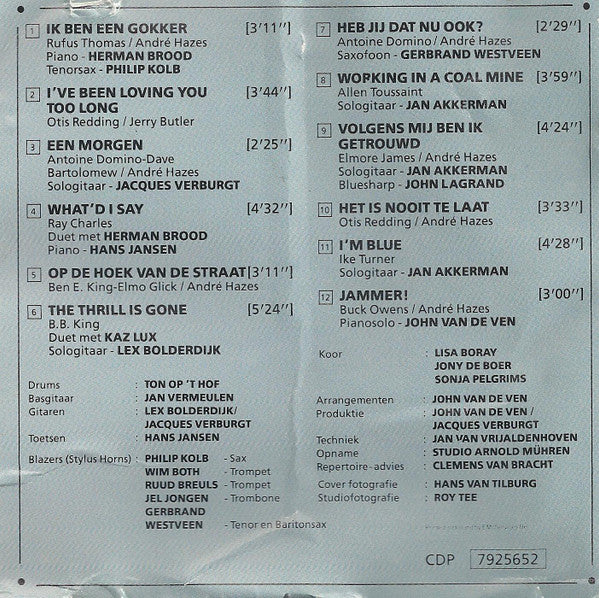 1 IK BEN EEN GOKKER [3'11'']
Rufus Thomas / André Hazes
Piano - HERMAN BROOD
Tenorsax - PHILIP KOLB
2 I'VE BEEN LOVING YOU [3'44'']
TOO LONG
Otis Redding / Jerry Butler
3 EEN MORGEN [2'25'']
Antoine Domino-Dave
Bartolomew / André Hazes
Sologitaar - JACQUES VERBURGT
4 WHAT'D I SAY [4'32'']
Ray Charles
Duet met HERMAN BROOD
Piano - HANS JANSEN
5 OP DE HOEK VAN DE STRAAT [3'11'']
Ben E. King-Elmo Glick / André Hazes
6 THE THRILL IS GONE [5'24'']
B.B. King
Duet met KAZ LUX
Sologitaar - LEX BOLDERDIJK
Drums : TON OP 'T HOF
Basgitaar : JAN VERMEULEN
Gitaren : LEX BOLDERDIJK/
JACQUES VERBURGT
Toetsen : HANS JANSEN
Blazers (Stylus Horns) : PHILIP KOLB - Sax
WIM BOTH - Trompet
RUUD BREULS - Trompet
JEL JONGEN - Trombone
GERBRAND
WESTVEEN - Tenor en Baritonsax
7 HEB JIJ DAT NU OOK? [2'29'']
Antoine Domino / André Hazes
Saxofoon - GERBRAND WESTVEEN
8 WORKING IN A COAL MINE [3'59'']
Allen Toussaint
Sologitaar - JAN AKKERMAN
9 VOLGENS MIJ BEN IK [4'24'']
GETROUWD
Elmore James / André Hazes
Sologitaar - JAN AKKERMAN
Bluesharp - JOHN LAGRAND
10 HET IS NOOIT TE LAAT [3'33'']
Otis Redding / André Hazes
11 I'M BLUE [4'28'']
Ike Turner
Sologitaar - JAN AKKERMAN
12 JAMMER! [3'00'']
Buck Owens / André Hazes
Pianosolo - JOHN VAN DE VEN
Koor : LISA BORAY
JONY DE BOER
SONJA PELGRIMS
Arrangementen : JOHN VAN DE VEN
Produktie : JOHN VAN DE VEN /
JACQUES VERBURGT
Techniek : JAN VAN VRIJALDENHOVEN
Opname : STUDIO ARNOLD MÜHREN
Repertoire-advies : CLEMENS VAN BRACHT
Cover fotografie : HANS VAN TILBURG
Studiofotografie : ROY TEE
CDP 7925652